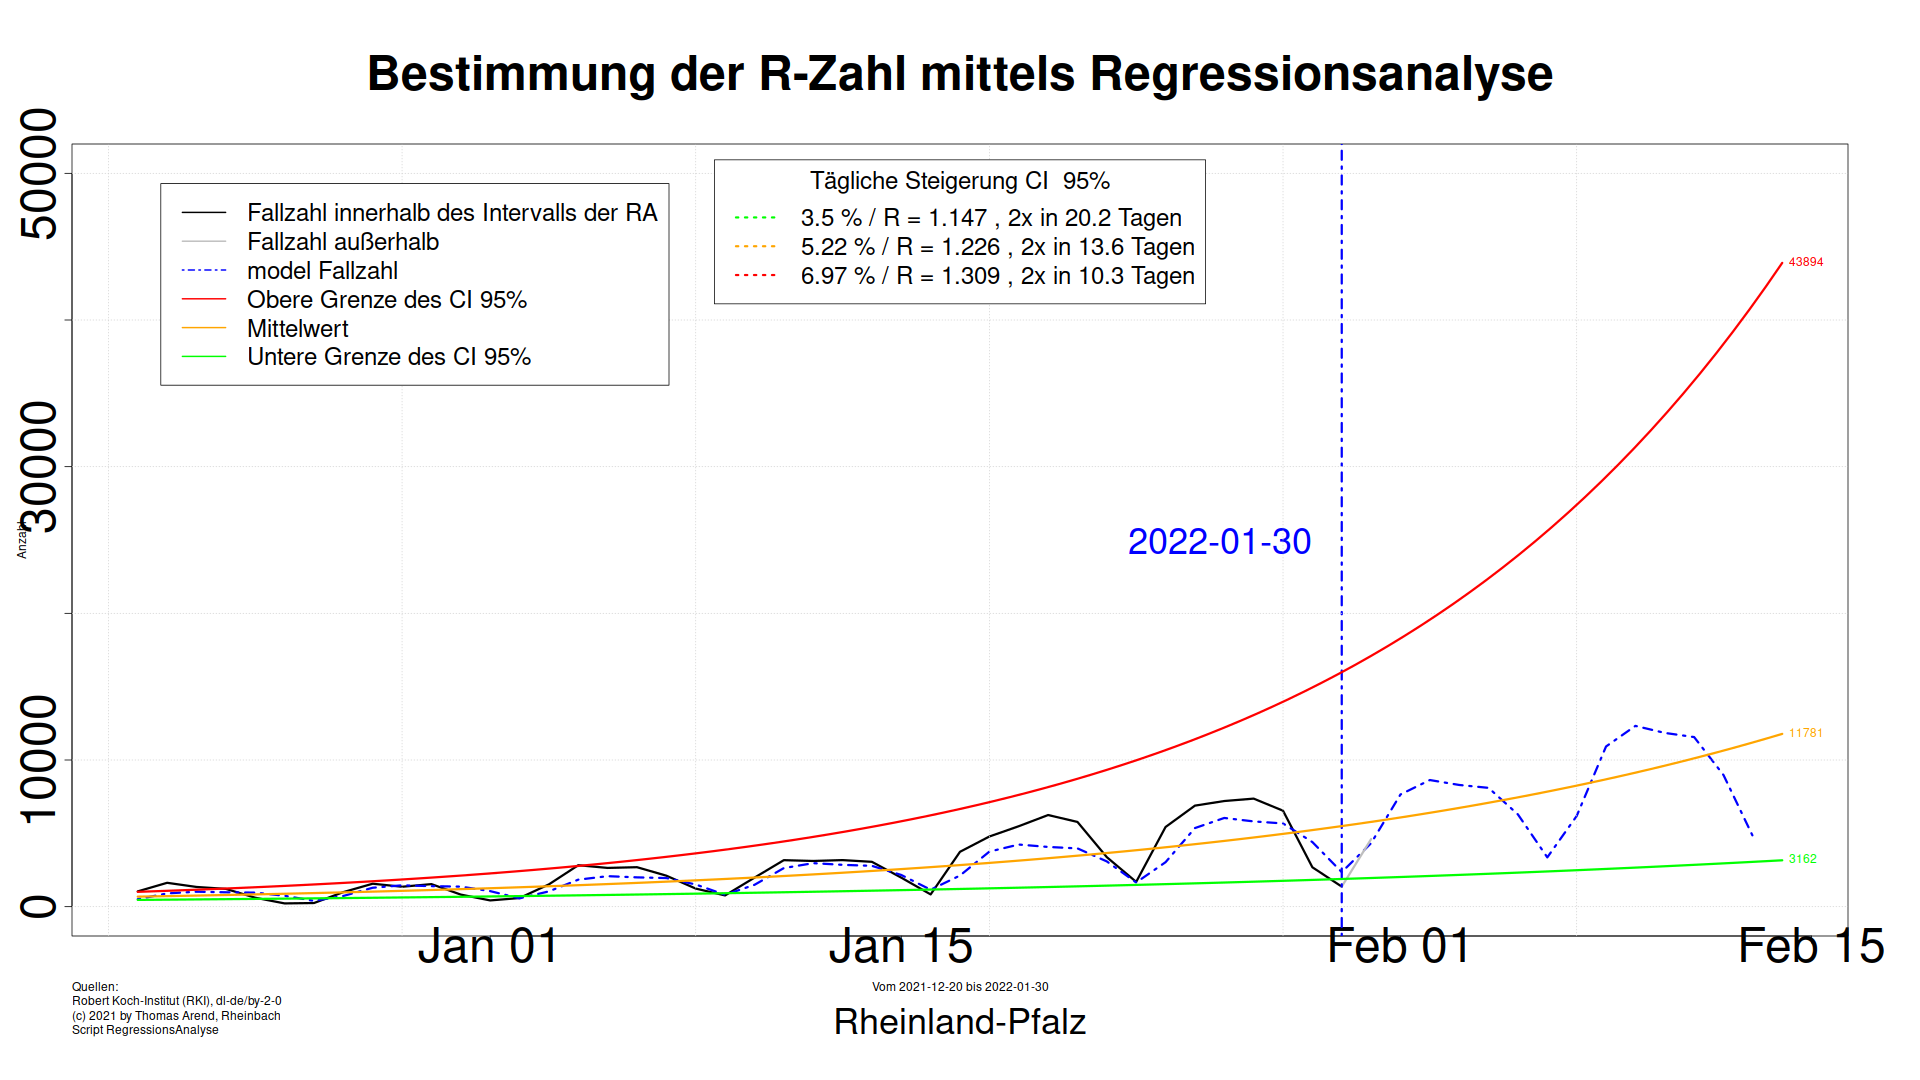 Bestimmung der R-Zahl mittels Regressionsanalyse
Anzahl
50000
30000
10000
0
Fallzahl innerhalb des Intervalls der RA
Fallzahl außerhalb
model Fallzahl
Obere Grenze des CI 95%
Mittelwert
Untere Grenze des CI 95%
Tägliche Steigerung CI 95%
3.5 % / R = 1.147 , 2x in 20.2 Tagen
5.22 % / R = 1.226 , 2x in 13.6 Tagen
6.97 % / R = 1.309 , 2x in 10.3 Tagen
43894
2022-01-30
11781
3162
Jan 01
Jan 15
Feb 01
Feb 15
Quellen:
Robert Koch-Institut (RKI), dl-de/by-2-0
(c) 2021 by Thomas Arend, Rheinbach
Script RegressionsAnalyse
Vom 2021-12-20 bis 2022-01-30
Rheinland-Pfalz